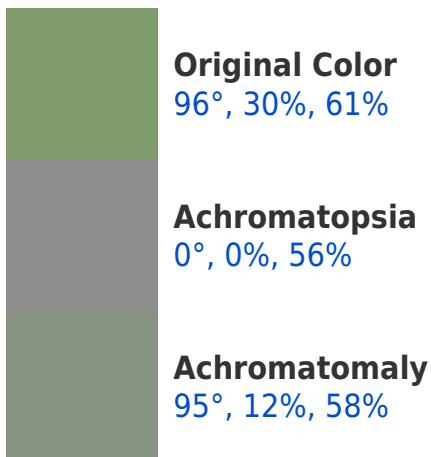 Original Color
96°, 30%, 61%
Achromatopsia
0°, 0%, 56%
Achromatomaly
95°, 12%, 58%